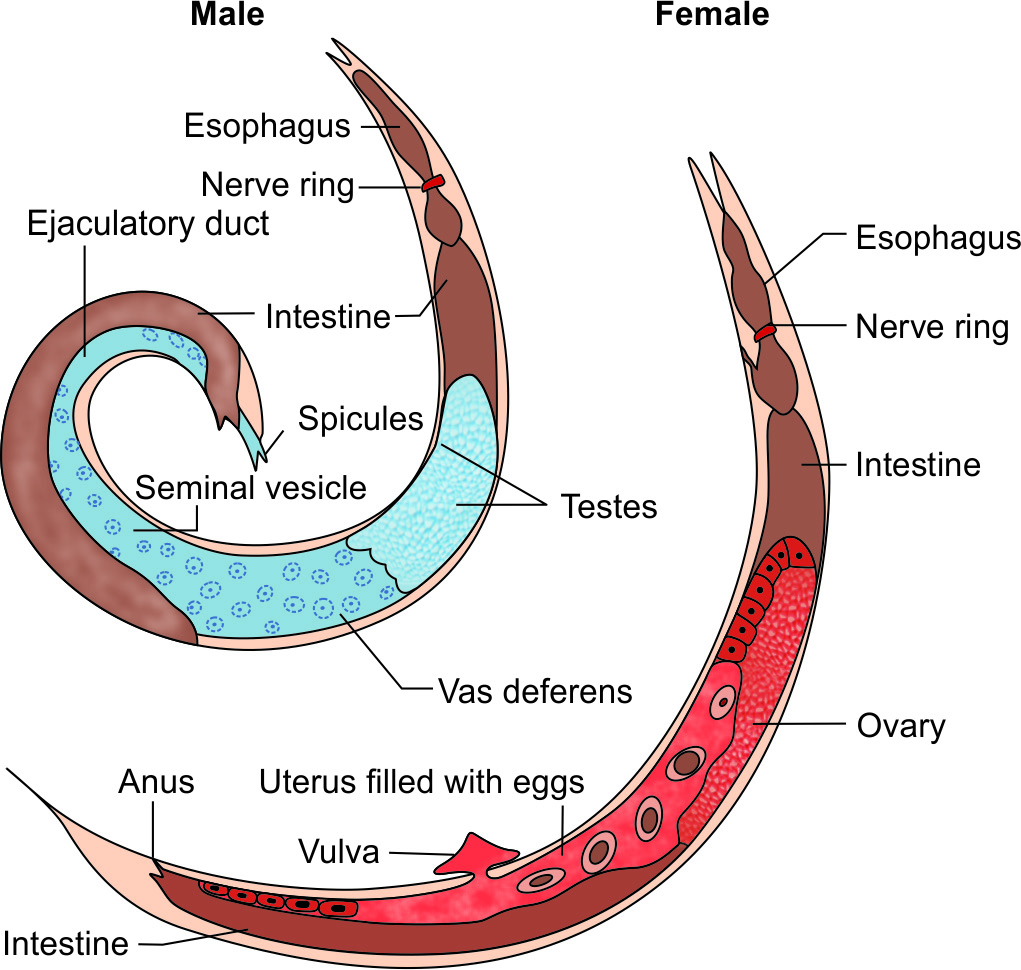 Male
Female
Esophagus
Nerve ring
Ejaculatory duct
Intestine
Spicules
Seminal vesicle
Testes
Vas deferens
Esophagus
Nerve ring
Intestine
Ovary
Anus
Uterus filled with eggs
Vulva
Intestine